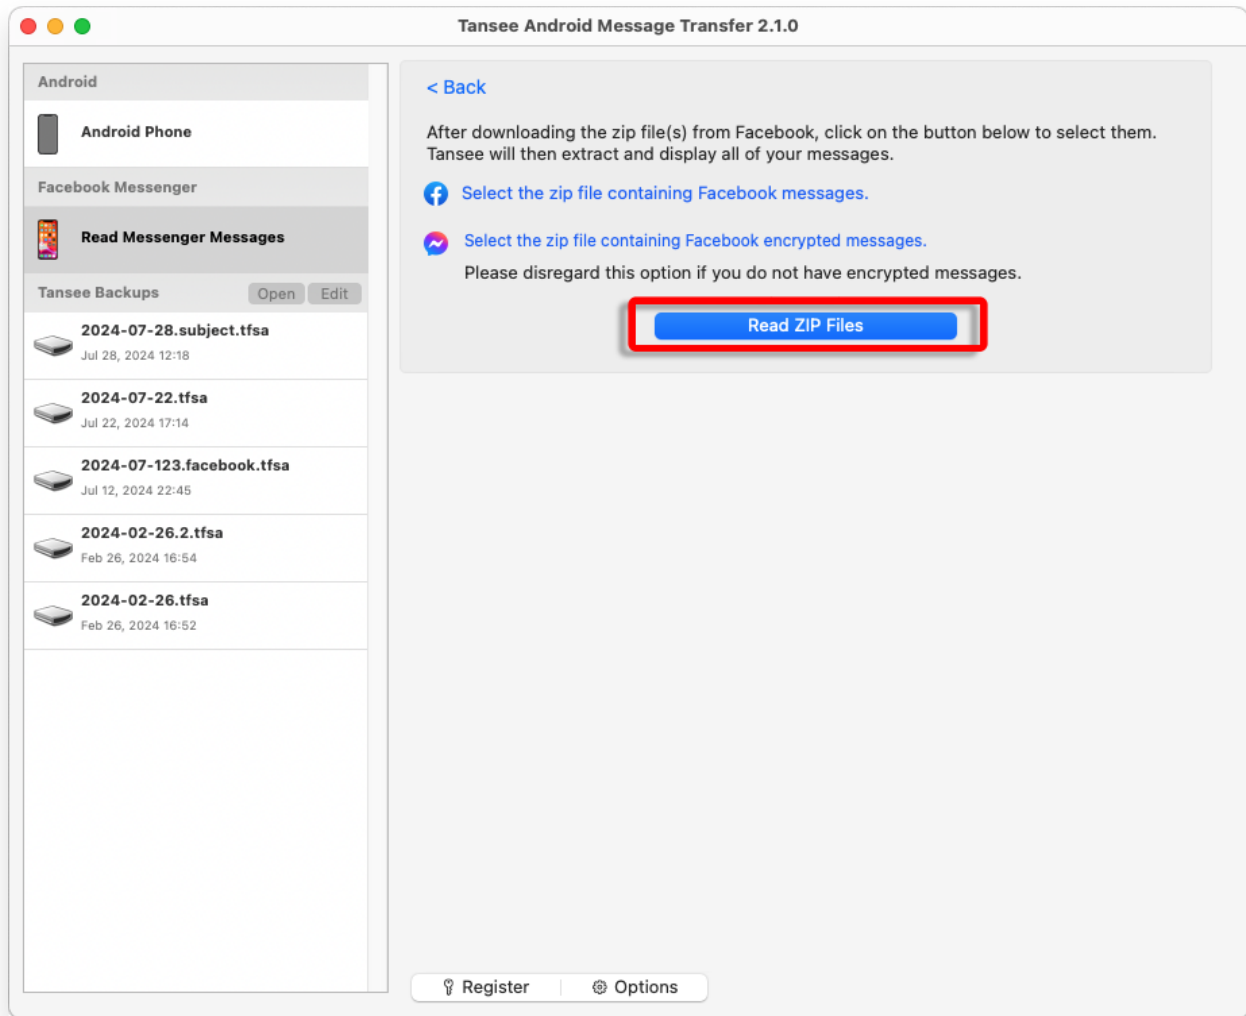 Tansee Android Message Transfer 2.1.0
Android
Android Phone
Facebook Messenger
Read Messenger Messages
Tansee Backups Open Edit
2024-07-28.subject.tfsa
Jul 28, 2024 12:18
2024-07-22.tfsa
Jul 22, 2024 17:14
2024-07-123.facebook.tfsa
Jul 12, 2024 22:45
2024-02-26.2.tfsa
Feb 26, 2024 16:54
2024-02-26.tfsa
Feb 26, 2024 16:52
< Back
After downloading the zip file(s) from Facebook, click on the button below to select them.
Tansee will then extract and display all of your messages.
Select the zip file containing Facebook messages.
Select the zip file containing Facebook encrypted messages.
Please disregard this option if you do not have encrypted messages.
Read ZIP Files
Register Options